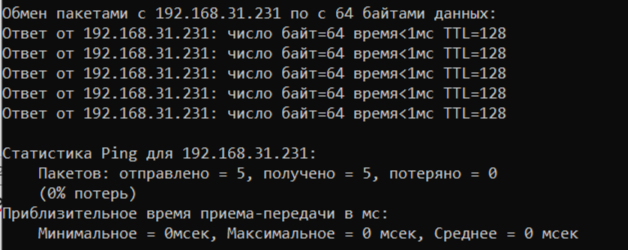 Обмен пакетами с 192.168.31.231 по с 64 байтами данных:
Ответ от 192.168.31.231: число байт=64 время<1мс TTL=128
Ответ от 192.168.31.231: число байт=64 время<1мс TTL=128
Ответ от 192.168.31.231: число байт=64 время<1мс TTL=128
Ответ от 192.168.31.231: число байт=64 время<1мс TTL=128
Ответ от 192.168.31.231: число байт=64 время<1мс TTL=128
Статистика Ping для 192.168.31.231:
Пакетов: отправлено = 5, получено = 5, потеряно = 0
(0% потерь)
Приблизительное время приема-передачи в мс:
Минимальное = 0мсек, Максимальное = 0 мсек, Среднее = 0 мсек